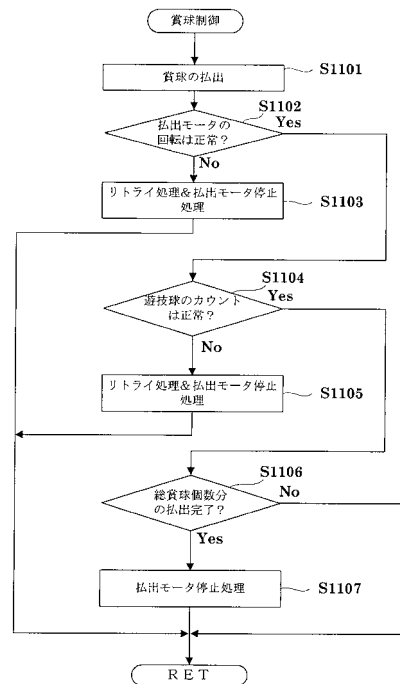 賞球制御
賞球の払出
S1101
S1102
払出モータの
回転は正常？
Yes
No
リトライ処理&払出モータ停止
処理
S1103
S1104
遊技球のカウント
は正常？
Yes
No
リトライ処理&払出モータ停止
処理
S1105
S1106
総賞球個数分
の払出完了？
No
Yes
払出モータ停止処理
S1107
RET